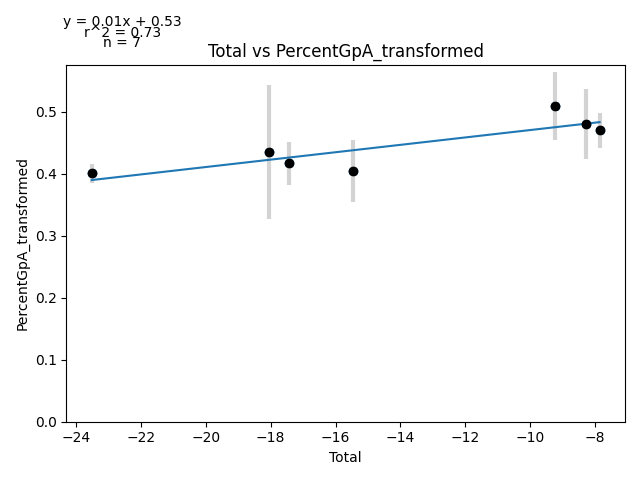 y = 0.01x + 0.53
r^2 = 0.73
n = 7
Total vs PercentGpA_transformed
PercentGpA_transformed
0.5
0.4
0.3
0.2
0.1
0.0
−24 −22 −20 −18 −16 −14 −12 −10 −8
Total